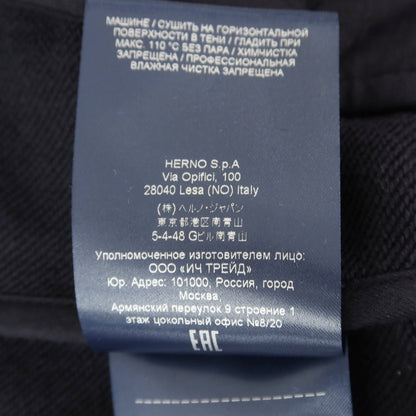 МАШИНЕ / СУШИТЬ НА ГОРИЗОНТАЛЬНОЙ
ПОВЕРХНОСТИ В ТЕНИ / ГЛАДИТЬ ПРИ
МАКС. 110 °C БЕЗ ПАРА / ХИМЧИСТКА
ЗАПРЕЩЕНА / ПРОФЕССИОНАЛЬНАЯ
ВЛАЖНАЯ ЧИСТКА ЗАПРЕЩЕНА
HERNO S.p.A
Via Opifici, 100
28040 Lesa (NO) Italy
(株)ヘルノ・ジャパン
東京都港区南青山
5-4-48 Gビル南青山
Уполномоченное изготовителем лицо:
ООО «ИЧ ТРЕЙД»
Юр. Адрес: 101000, Россия, город
Москва,
Армянский переулок 9 строение 1
этаж цокольный офис №8/20
EAC